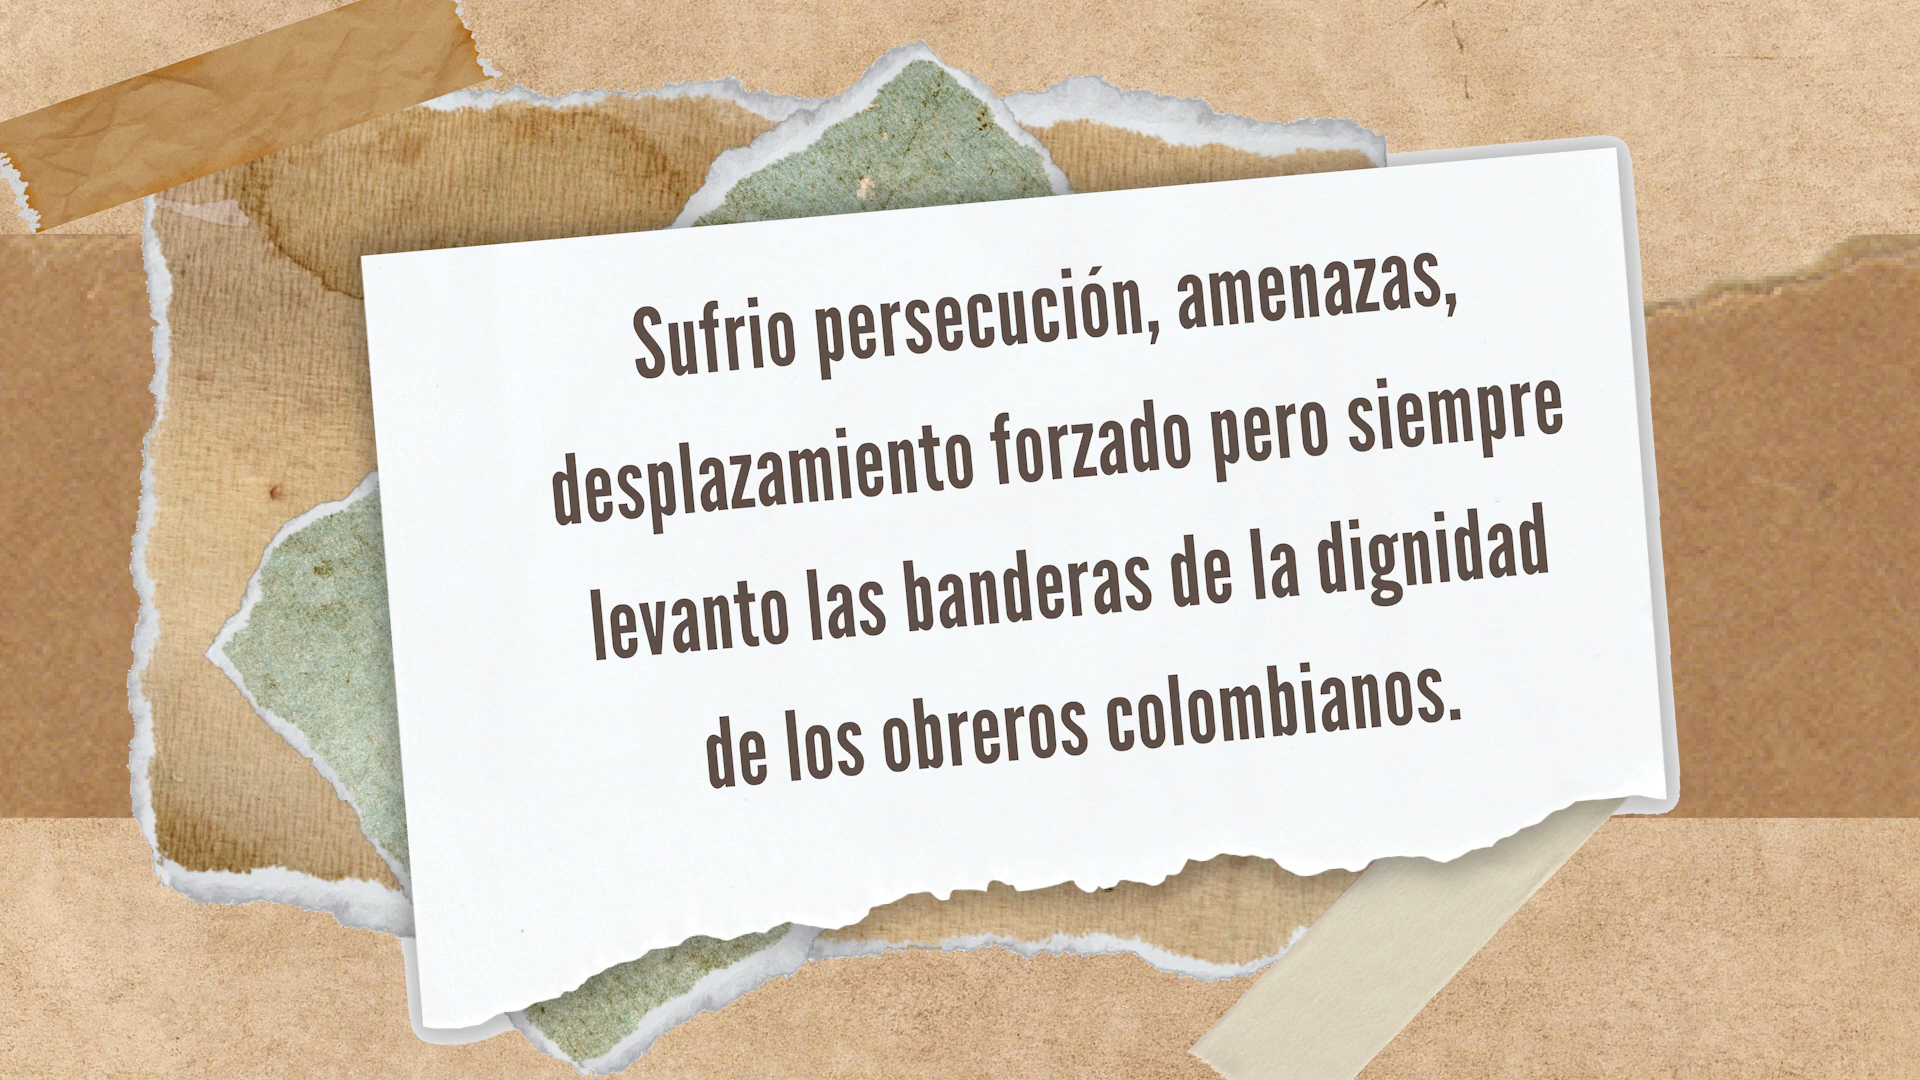 Sufrio persecución, amenazas,
desplazamiento forzado pero siempre
levanto las banderas de la dignidad
de los obreros colombianos.